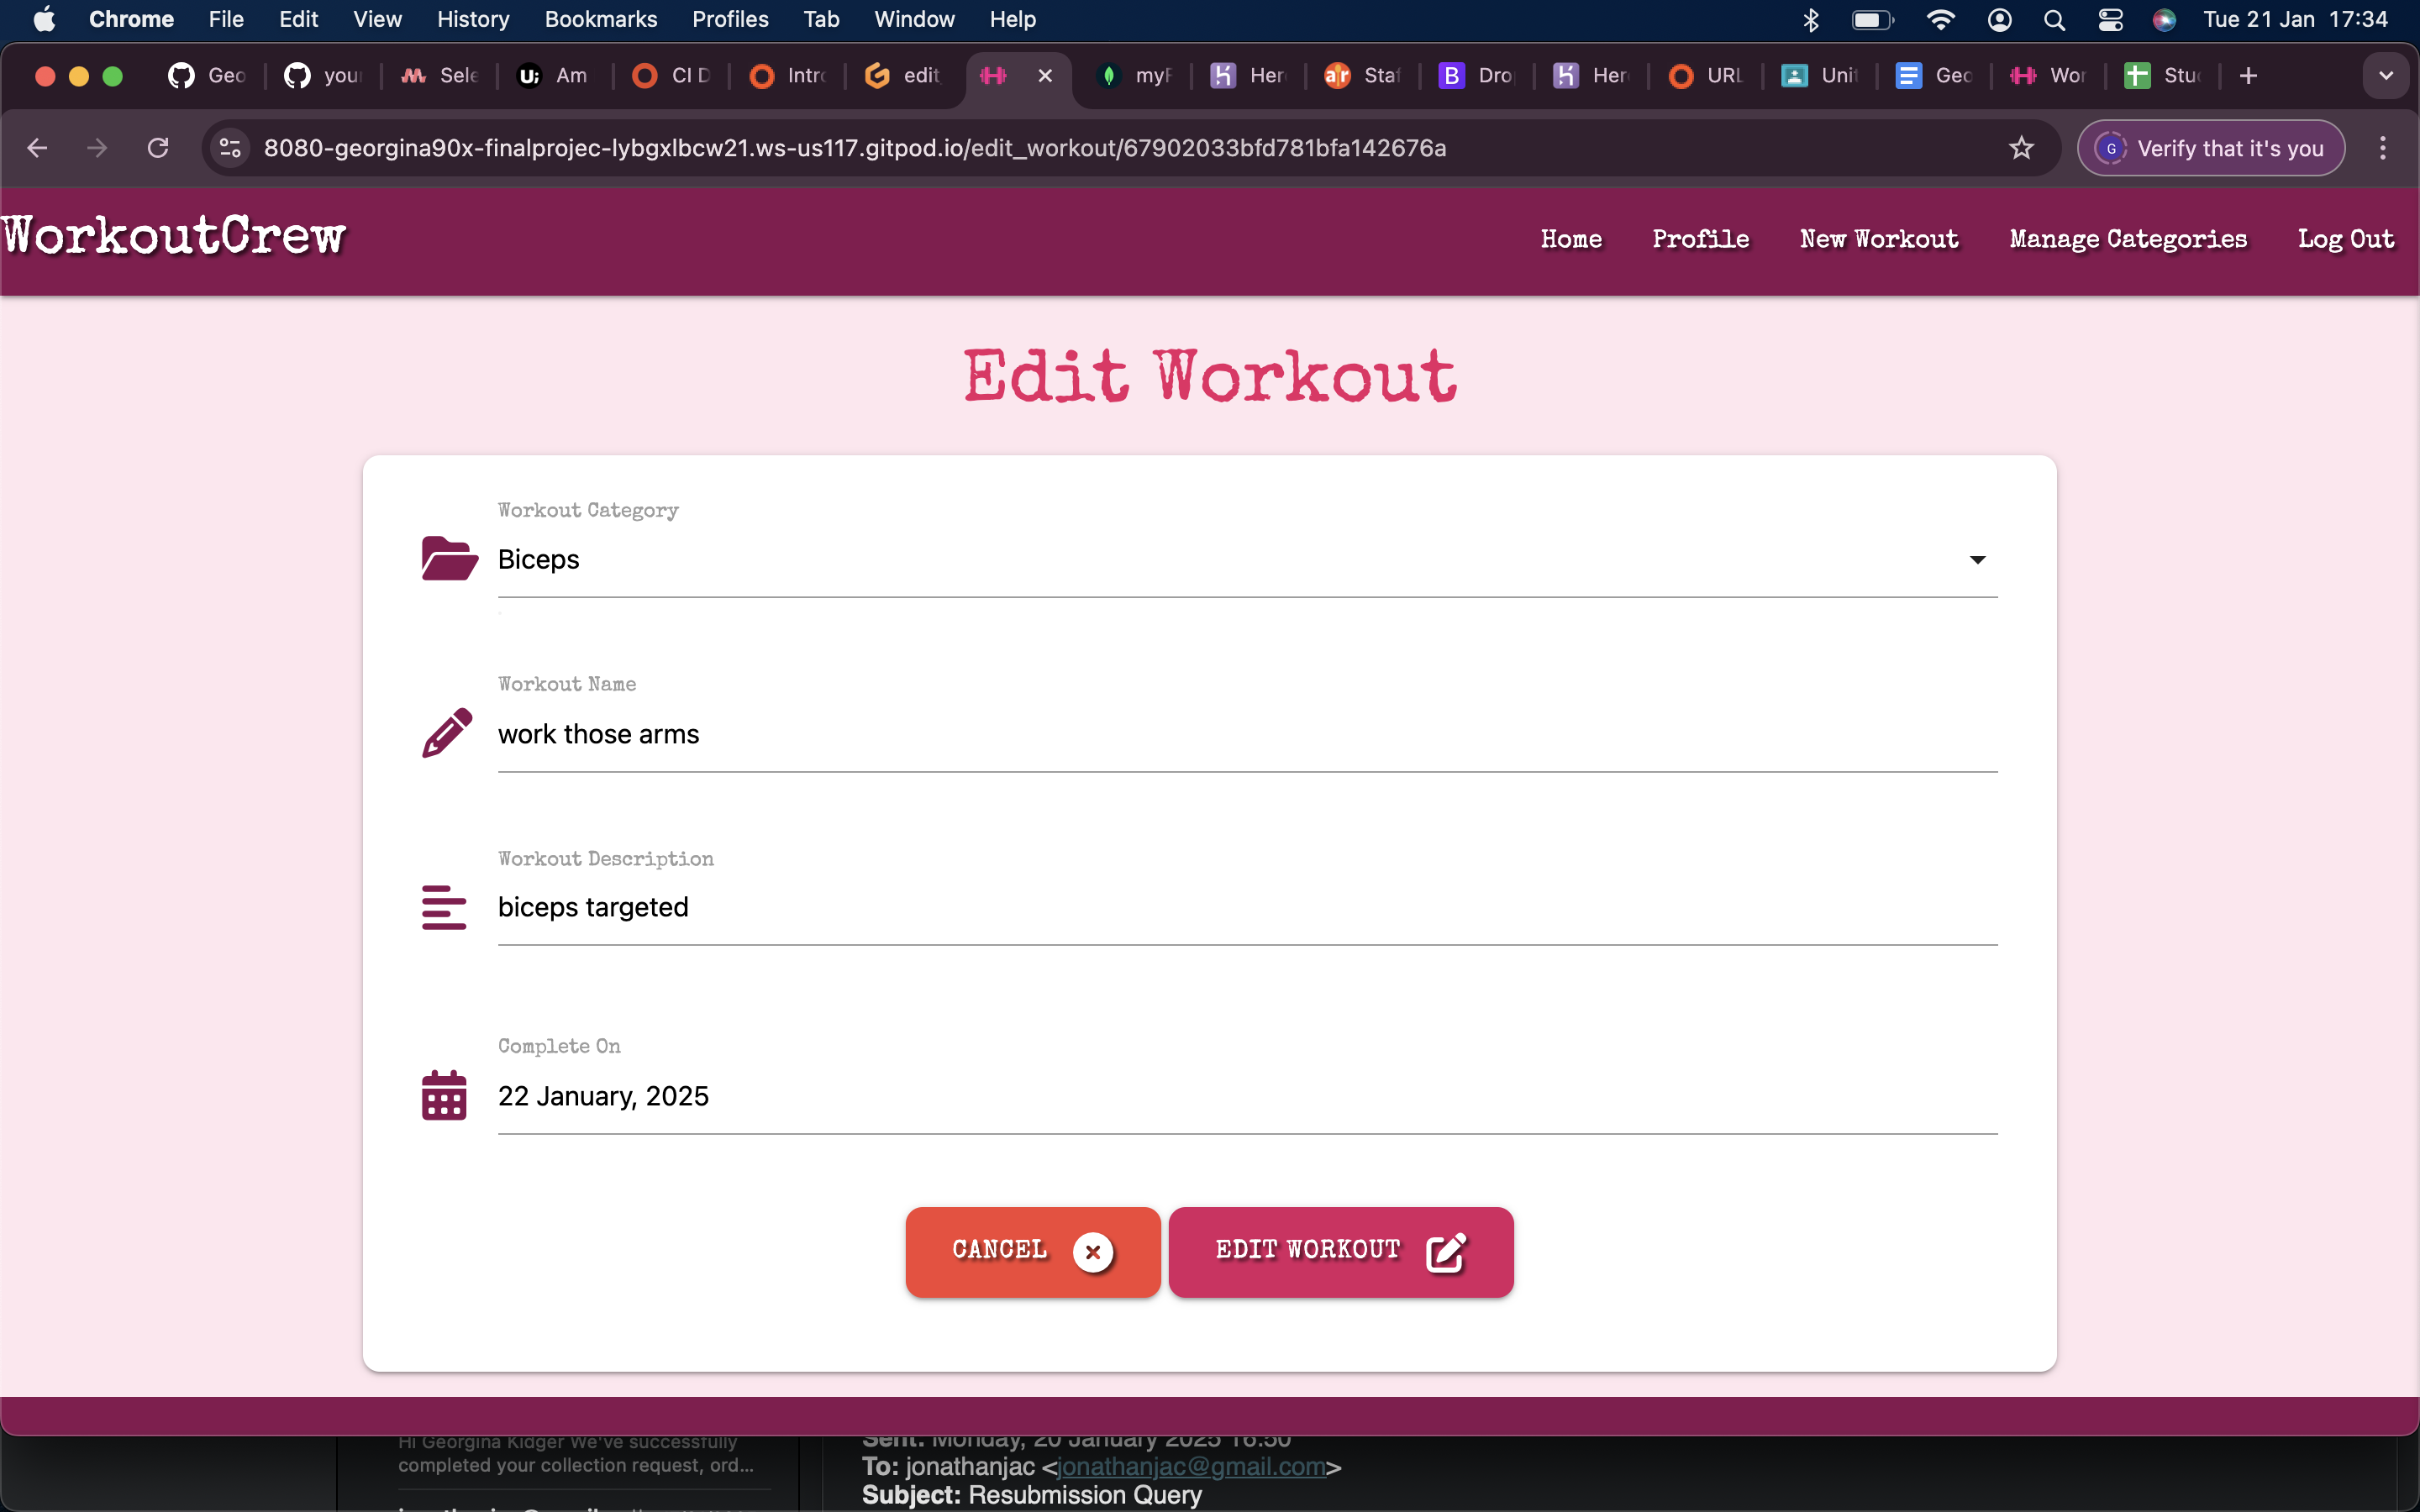 Chrome File Edit View History Bookmarks Profiles Tab Window Help Tue 21 Jan 17:34
Geo you Sele Am CI D Intro edit myF Her Staf Dro Her URL Unit Geo Wor Stud
8080-georgina90x-finalprojec-lybgxlbcw21.ws-us117.gitpod.io/edit_workout/67902033bfd781bfa142676a G Verify that it's you
WorkoutCrew Home Profile New Workout Manage Categories Log Out
Edit Workout
Workout Category
Biceps
Workout Name
work those arms
Workout Description
biceps targeted
Complete On
22 January, 2025
CANCEL EDIT WORKOUT
Hi Georgina Kidger We've successfully
completed your collection request, ord...
Sent: Monday, 20 January 2025 16:50
To: jonathanjac <jonathanjac@gmail.com>
Subject: Resubmission Query